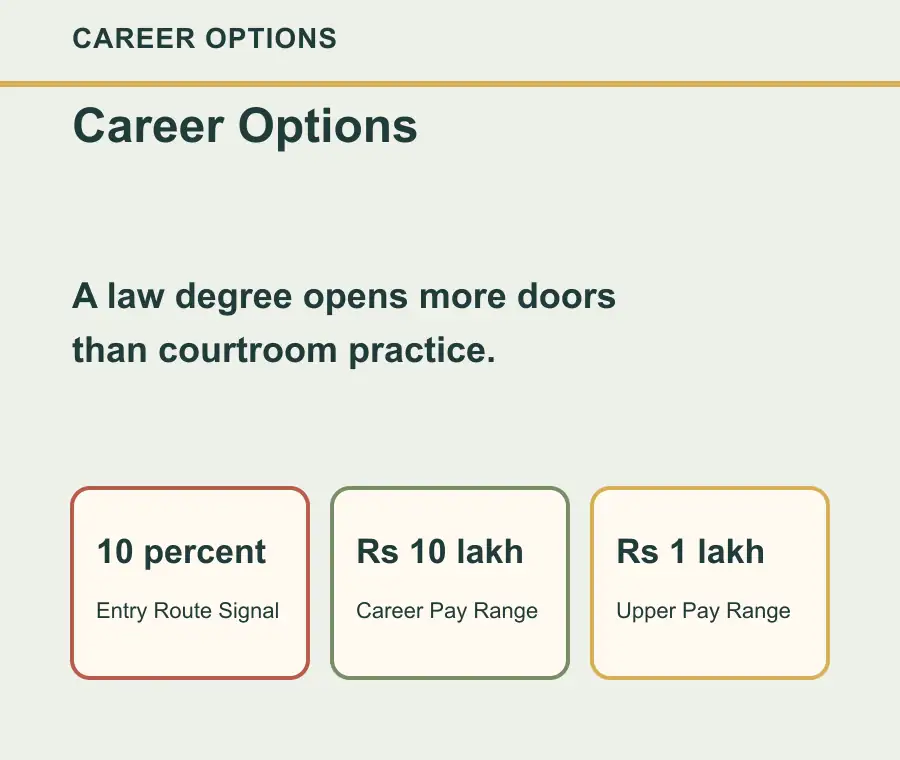 CAREER OPTIONS
Career Options
A law degree opens more doors
than courtroom practice.
10 percent
Entry Route Signal
Rs 10 lakh
Career Pay Range
Rs 1 lakh
Upper Pay Range